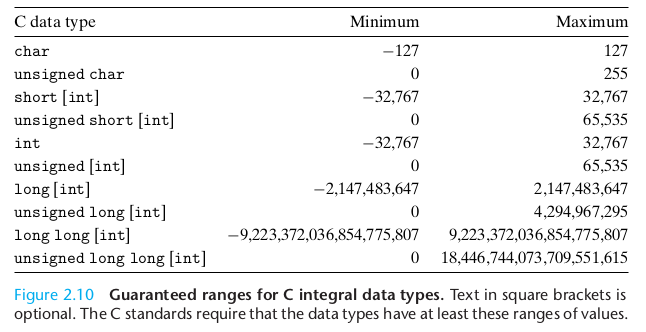 C data type Minimum Maximum
char −127 127
unsigned char 0 255
short [int] −32,767 32,767
unsigned short [int] 0 65,535
int −32,767 32,767
unsigned [int] 0 65,535
long [int] −2,147,483,647 2,147,483,647
unsigned long [int] 0 4,294,967,295
long long [int] −9,223,372,036,854,775,807 9,223,372,036,854,775,807
unsigned long long [int] 0 18,446,744,073,709,551,615
Figure 2.10 Guaranteed ranges for C integral data types. Text in square brackets is
optional. The C standards require that the data types have at least these ranges of values.